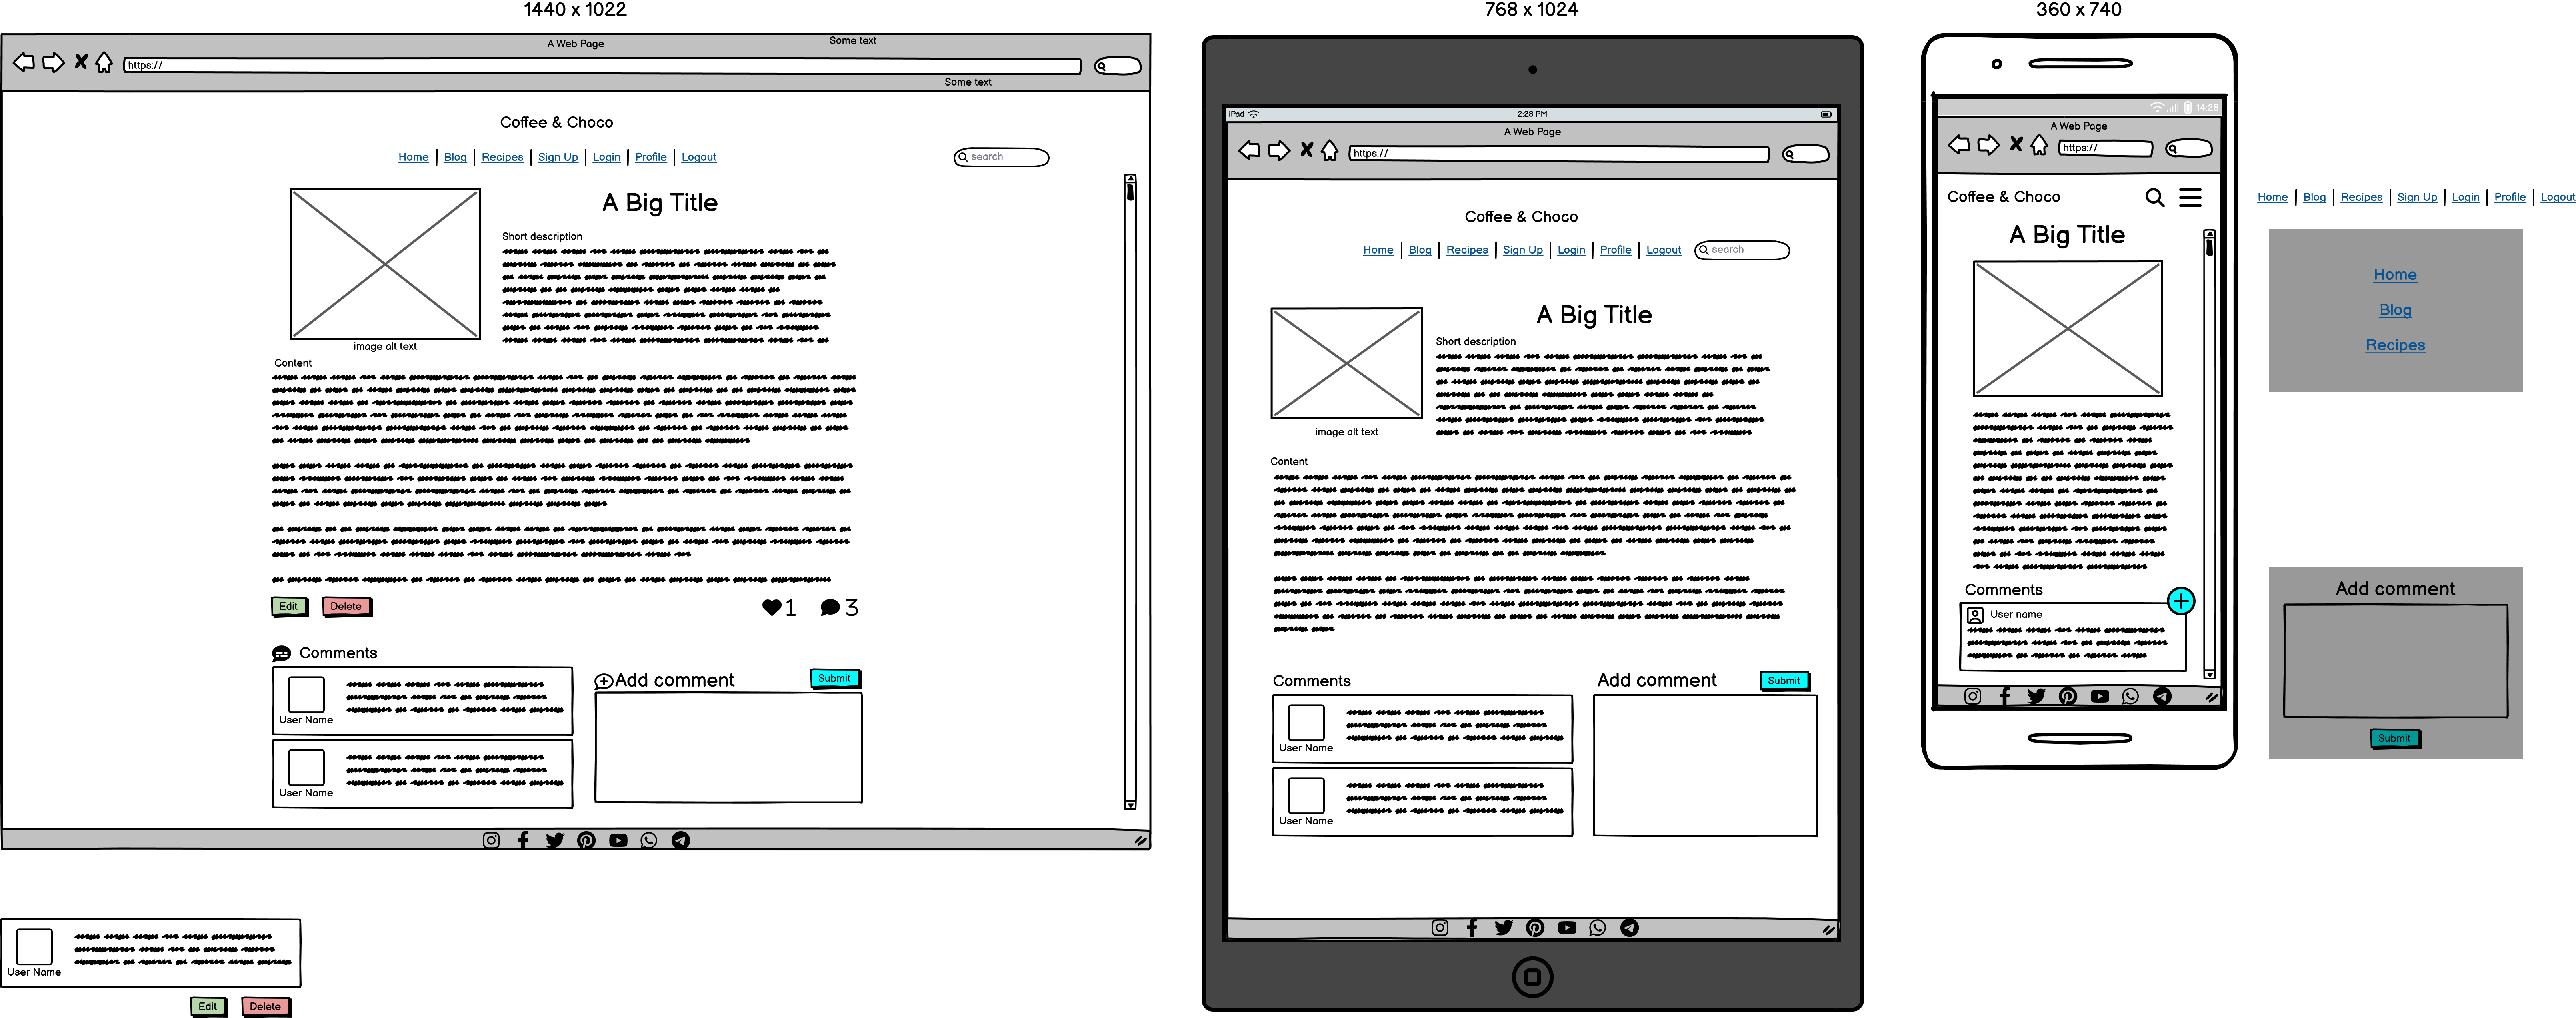 1440 x 1022
A Web Page
Some text
https://
Some text
Coffee & Choco
Home Blog Recipes Sign Up Login Profile Logout
search
A Big Title
Short description
image alt text
Content
Edit Delete
1 3
Comments
User Name
User Name
Add comment
Submit
User Name
Edit Delete
768 x 1024
iPad 2:28 PM
A Web Page
https://
Coffee & Choco
Home Blog Recipes Sign Up Login Profile Logout
search
A Big Title
Short description
image alt text
Content
Comments
User Name
User Name
Add comment
Submit
360 x 740
14:28
A Web Page
https://
Coffee & Choco
A Big Title
Comments
User name
Home Blog Recipes Sign Up Login Profile Logout
Home
Blog
Recipes
Add comment
Submit